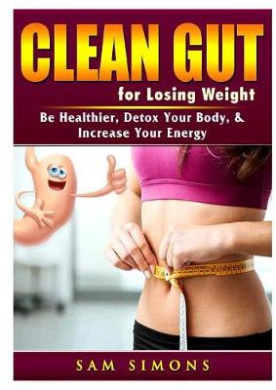 CLEAN GUT
for Losing Weight
Be Healthier, Detox Your Body, &
Increase Your Energy
SAM SIMONS